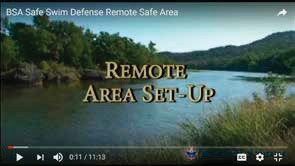 BSA Safe Swim Defense Remote Safe Area
REMOTE
AREA SET-UP
0:11 / 11:13